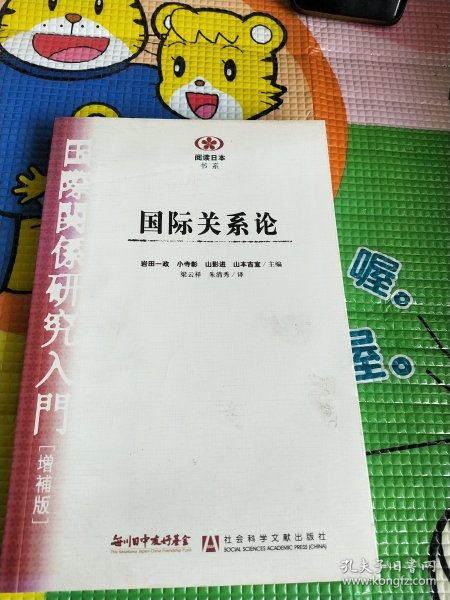 阅读日本
书系
国际关系论
岩田一政 小寺彰 山影进 山本吉宣／主编
梁云祥 朱清秀／译
国際関係研究入門
[増補版]
笹川日中友好基金
The Sasakawa Japan-China Friendship Fund
社会科学文献出版社
SOCIAL SCIENCES ACADEMIC PRESS (CHINA)
喔。
喔。
孔夫子旧书网
www.kongfz.com